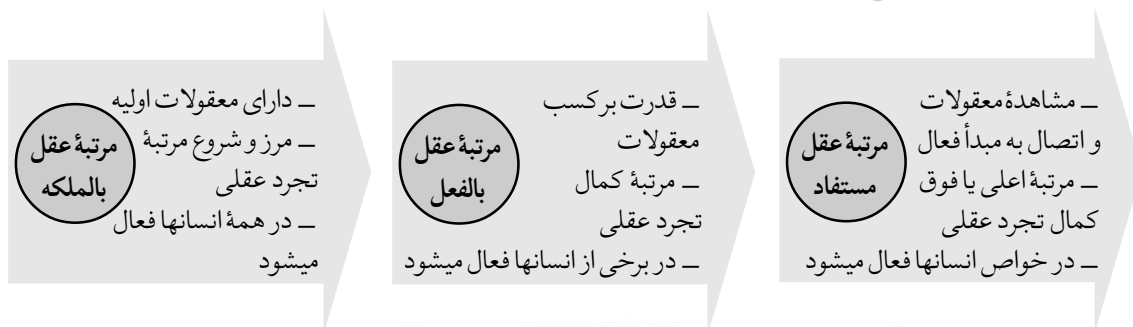 مرتبهٔ عقل
بالملکه
ــ دارای معقولات اولیه
ــ مرز و شروع مرتبهٔ
تجرد عقلی
ــ در همهٔ انسانها فعال
میشود
مرتبهٔ عقل
بالفعل
ــ قدرت بر کسب
معقولات
ــ مرتبهٔ کمال
تجرد عقلی
ــ در برخی از انسانها فعال میشود
مرتبهٔ عقل
مستفاد
ــ مشاهدهٔ معقولات
و اتصال به مبدأ فعال
ــ مرتبهٔ اعلی یا فوق
کمال تجرد عقلی
ــ در خواص انسانها فعال میشود